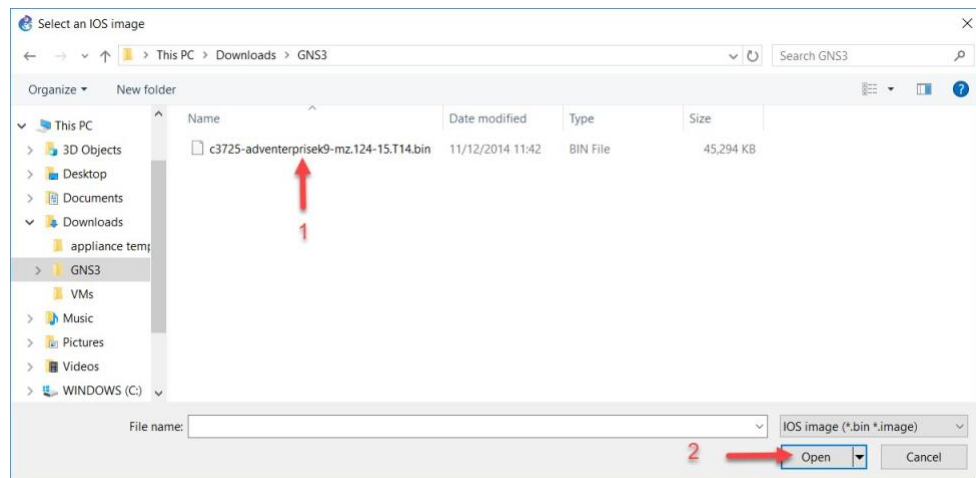 Select an IOS image
This PC > Downloads > GNS3
Search GNS3
Organize
New folder
Name
Date modified
Type
Size
c3725-adventerprisek9-mz.124-15.T14.bin
11/12/2014 11:42
BIN File
45,294 KB
1
This PC
3D Objects
Desktop
Documents
Downloads
appliance temp
GNS3
VMs
Music
Pictures
Videos
WINDOWS (C:)
File name:
IOS image (*.bin *.image)
2
Open
Cancel